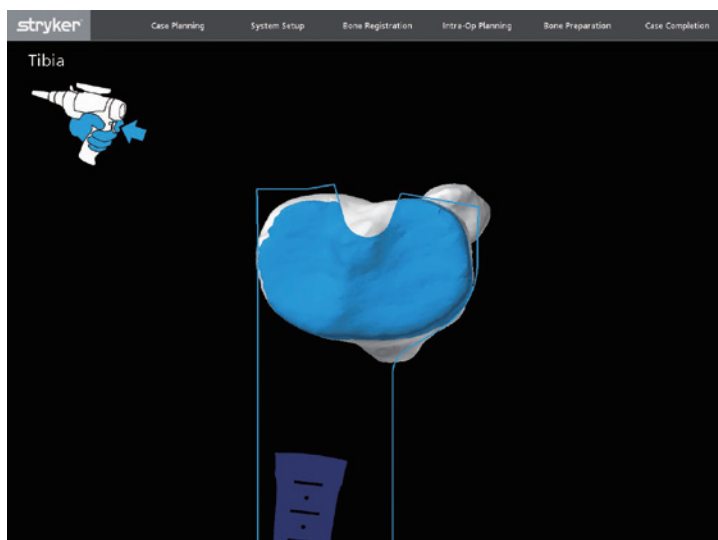 stryker
Case Planning System Setup Bone Registration Intra-Op Planning Bone Preparation Case Completion
Tibia